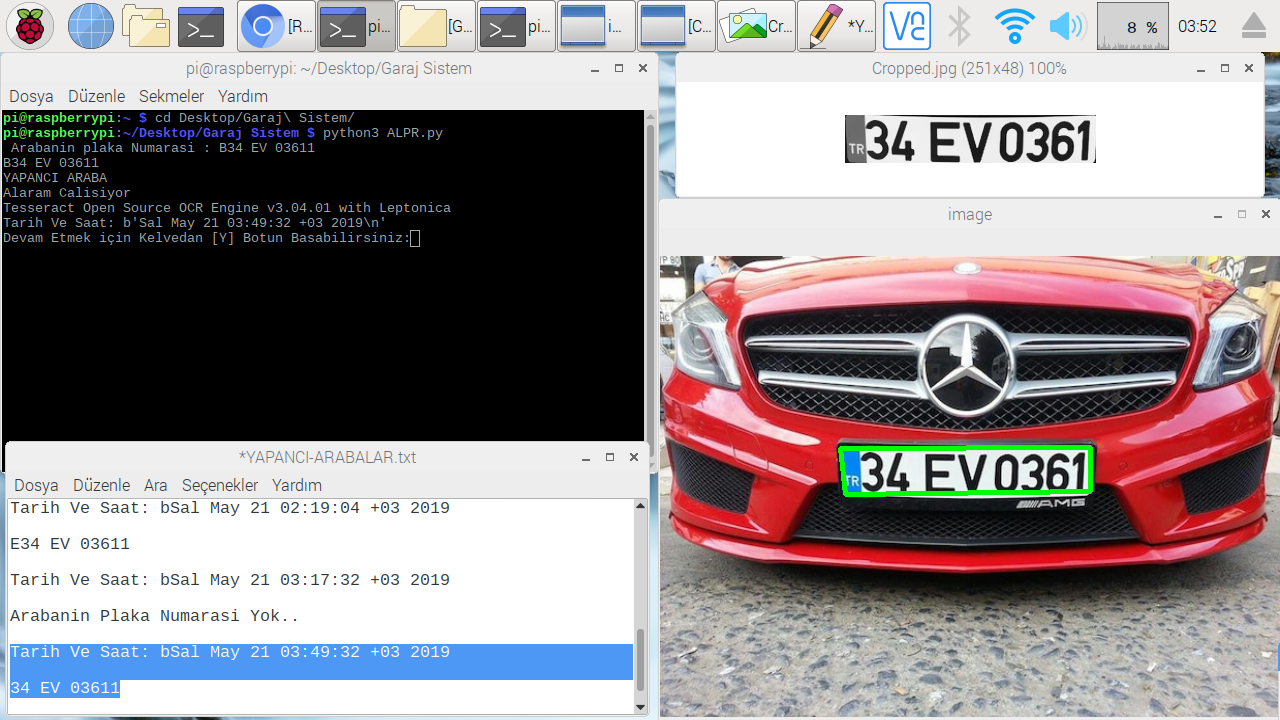 [R...
pi...
[G...
pi...
i...
[C...
Cr...
*Y...
8 %
03:52
pi@raspberrypi: ~/Desktop/Garaj Sistem
Dosya Düzenle Sekmeler Yardım
pi@raspberrypi:~ $ cd Desktop/Garaj\ Sistem/
pi@raspberrypi:~/Desktop/Garaj Sistem $ python3 ALPR.py
Arabanin plaka Numarasi : B34 EV 03611
B34 EV 03611
YAPANCI ARABA
Alaram Calisiyor
Tesseract Open Source OCR Engine v3.04.01 with Leptonica
Tarih Ve Saat: b'Sal May 21 03:49:32 +03 2019\n'
Devam Etmek için Kelvedan [Y] Botun Basabilirsiniz:
*YAPANCI-ARABALAR.txt
Dosya Düzenle Ara Seçenekler Yardım
Tarih Ve Saat: bSal May 21 02:19:04 +03 2019
E34 EV 03611
Tarih Ve Saat: bSal May 21 03:17:32 +03 2019
Arabanin Plaka Numarasi Yok..
Tarih Ve Saat: bSal May 21 03:49:32 +03 2019
34 EV 03611
Cropped.jpg (251x48) 100%
TR 34 EV 0361
image
TR 34 EV 0361
AMG